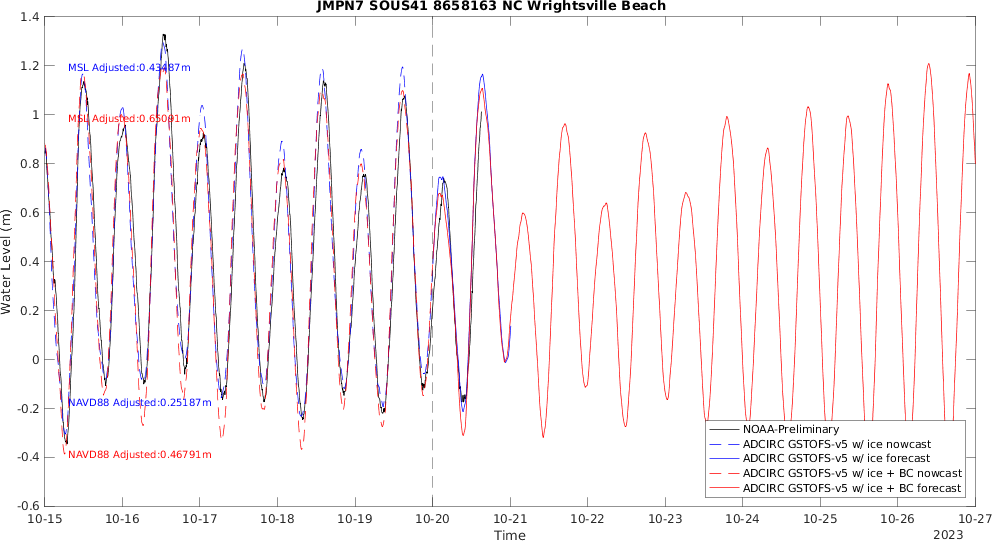 JMPN7 SOUS41 8658163 NC Wrightsville Beach
Water Level (m)
1.4
1.2
1
0.8
0.6
0.4
0.2
0
-0.2
-0.4
-0.6
MSL Adjusted:0.43487m
MSL Adjusted:0.65091m
NAVD88 Adjusted:0.25187m
NAVD88 Adjusted:0.46791m
NOAA-Preliminary
ADCIRC GSTOFS-v5 w/ ice nowcast
ADCIRC GSTOFS-v5 w/ ice forecast
ADCIRC GSTOFS-v5 w/ ice + BC nowcast
ADCIRC GSTOFS-v5 w/ ice + BC forecast
10-15 10-16 10-17 10-18 10-19 10-20 10-21 10-22 10-23 10-24 10-25 10-26 10-27
Time
2023